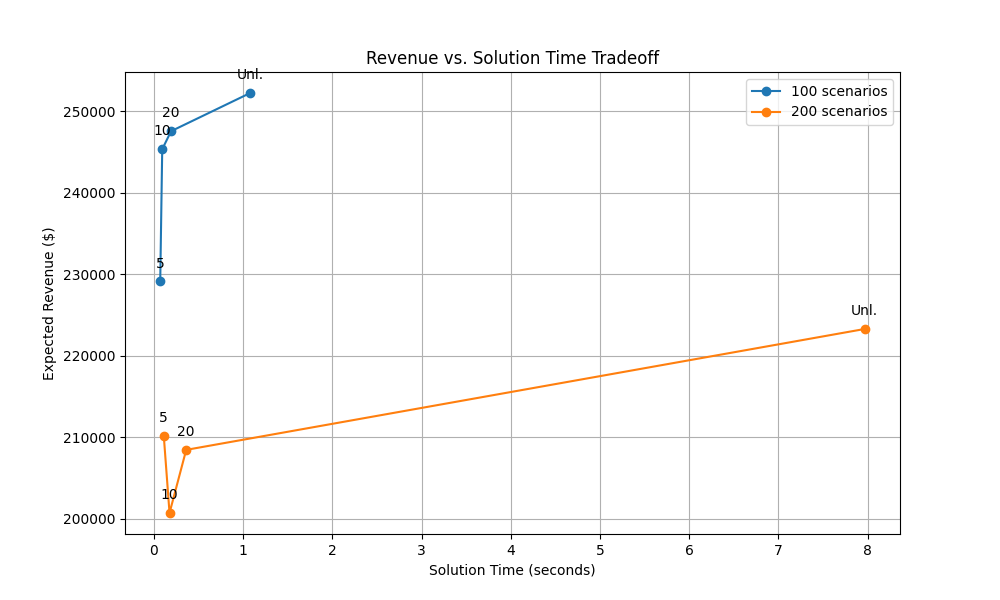 Revenue vs. Solution Time Tradeoff
Unl.
100 scenarios
200 scenarios
250000
20
10
240000
230000
5
220000
Unl.
210000
5
20
10
200000
Expected Revenue ($)
0 1 2 3 4 5 6 7 8
Solution Time (seconds)